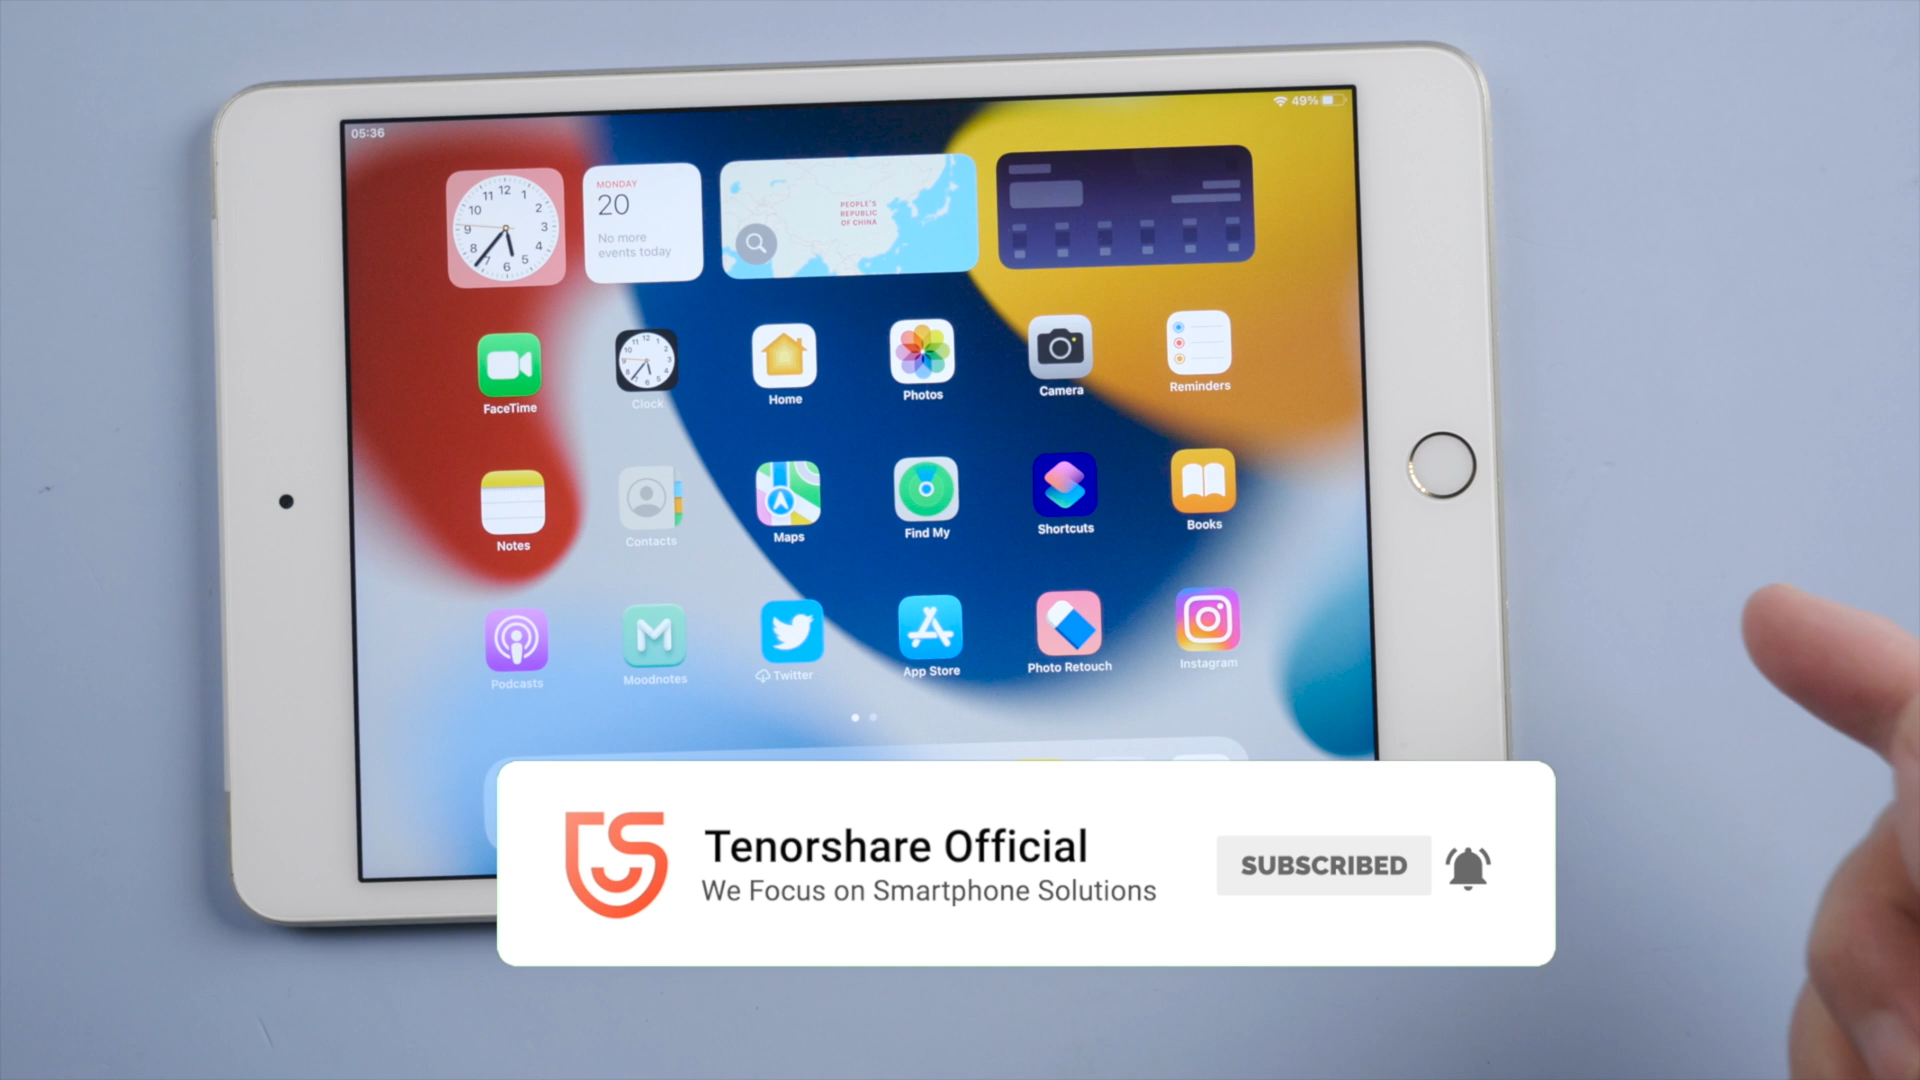 05:36
49%
12
11
1
10
2
9
3
8
4
7
5
6
MONDAY
20
No more
events today
PEOPLE'S
REPUBLIC
OF CHINA
FaceTime
Clock
Home
Photos
Camera
Reminders
Notes
Contacts
Maps
Find My
Shortcuts
Books
Podcasts
Moodnotes
Twitter
App Store
Photo Retouch
Instagram
Tenorshare Official
We Focus on Smartphone Solutions
SUBSCRIBED